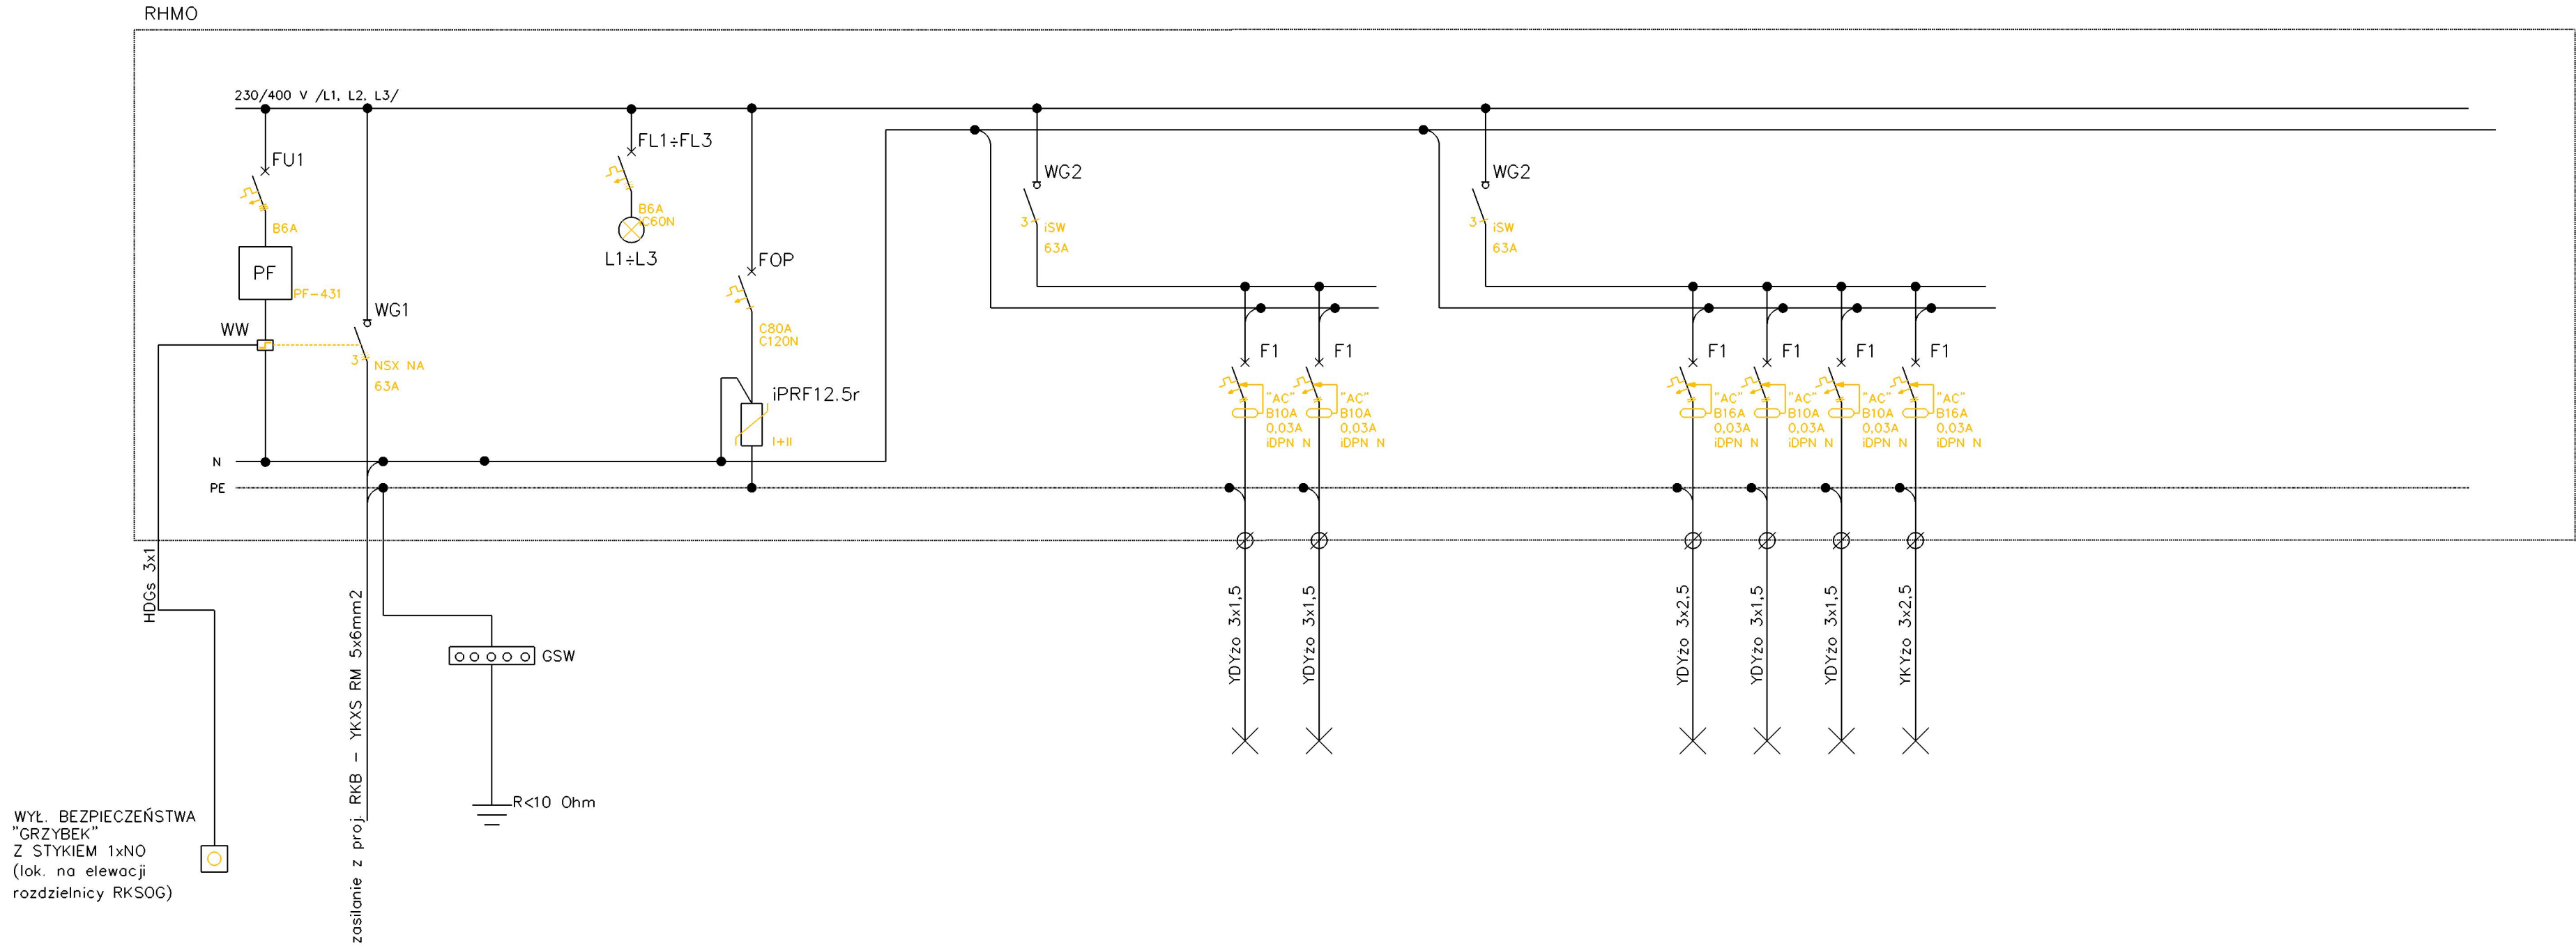 RHMO
230/400 V /L1, L2, L3/
FU1
B6A
PF
PF-431
WW
WG1
3
NSX NA
63A
FL1÷FL3
B6A
iC60N
L1÷L3
FOP
C80A
C120N
iPRF12.5r
I+II
N
PE
WG2
3
iSW
63A
WG2
3
iSW
63A
F1
"AC"
B10A
0,03A
iDPN N
F1
"AC"
B10A
0,03A
iDPN N
F1
"AC"
B16A
0,03A
iDPN N
F1
"AC"
B10A
0,03A
iDPN N
F1
"AC"
B10A
0,03A
iDPN N
F1
"AC"
B16A
0,03A
iDPN N
HDGs 3x1
zasilanie z proj. RKB - YKXS RM 5x6mm2
GSW
R<10 Ohm
YDYżo 3x1,5
YDYżo 3x1,5
YDYżo 3x2,5
YDYżo 3x1,5
YDYżo 3x1,5
YKYżo 3x2,5
WYŁ. BEZPIECZEŃSTWA
"GRZYBEK"
Z STYKIEM 1xNO
(lok. na elewacji
rozdzielnicy RKSOG)